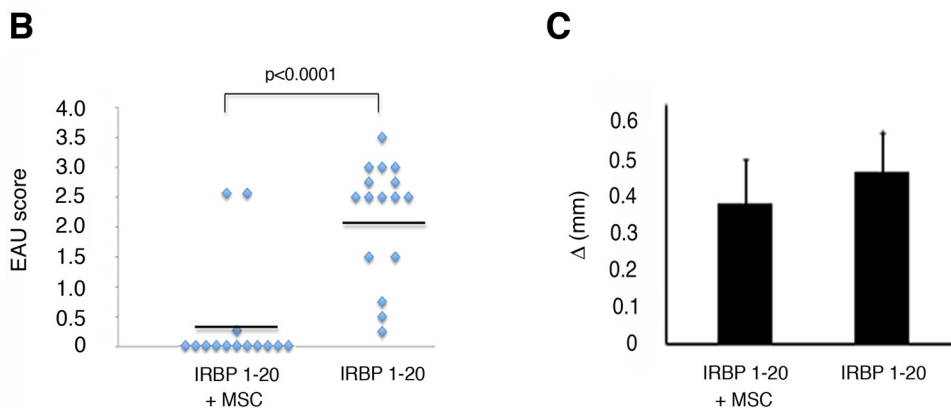 B
p<0.0001
EAU score
4.0
3.5
3.0
2.5
2.0
1.5
1.0
0.5
0
IRBP 1-20
+ MSC
IRBP 1-20
C
Δ (mm)
0.6
0.5
0.4
0.3
0.2
0.1
0
IRBP 1-20
+ MSC
IRBP 1-20